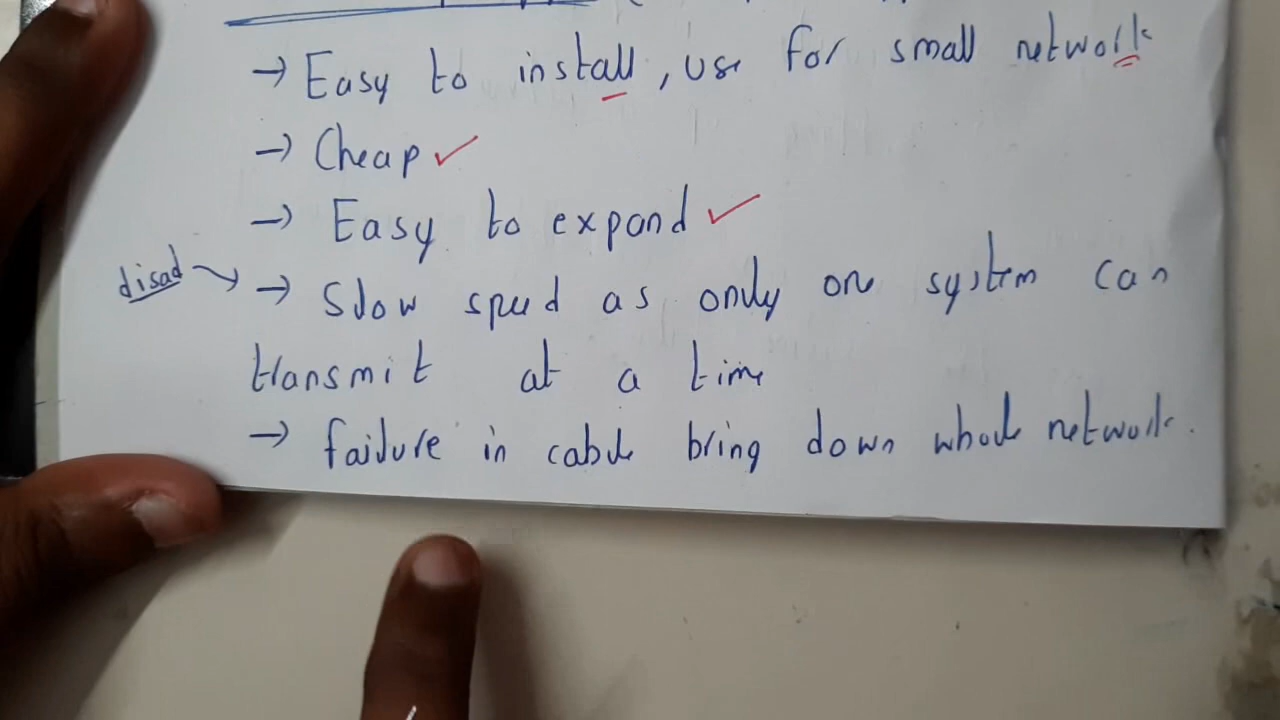 → Easy to install, use for small network
→ Cheap ✓
→ Easy to expand ✓
disad → Slow speed as only one system can
transmit at a time
→ failure in cable bring down whole network.